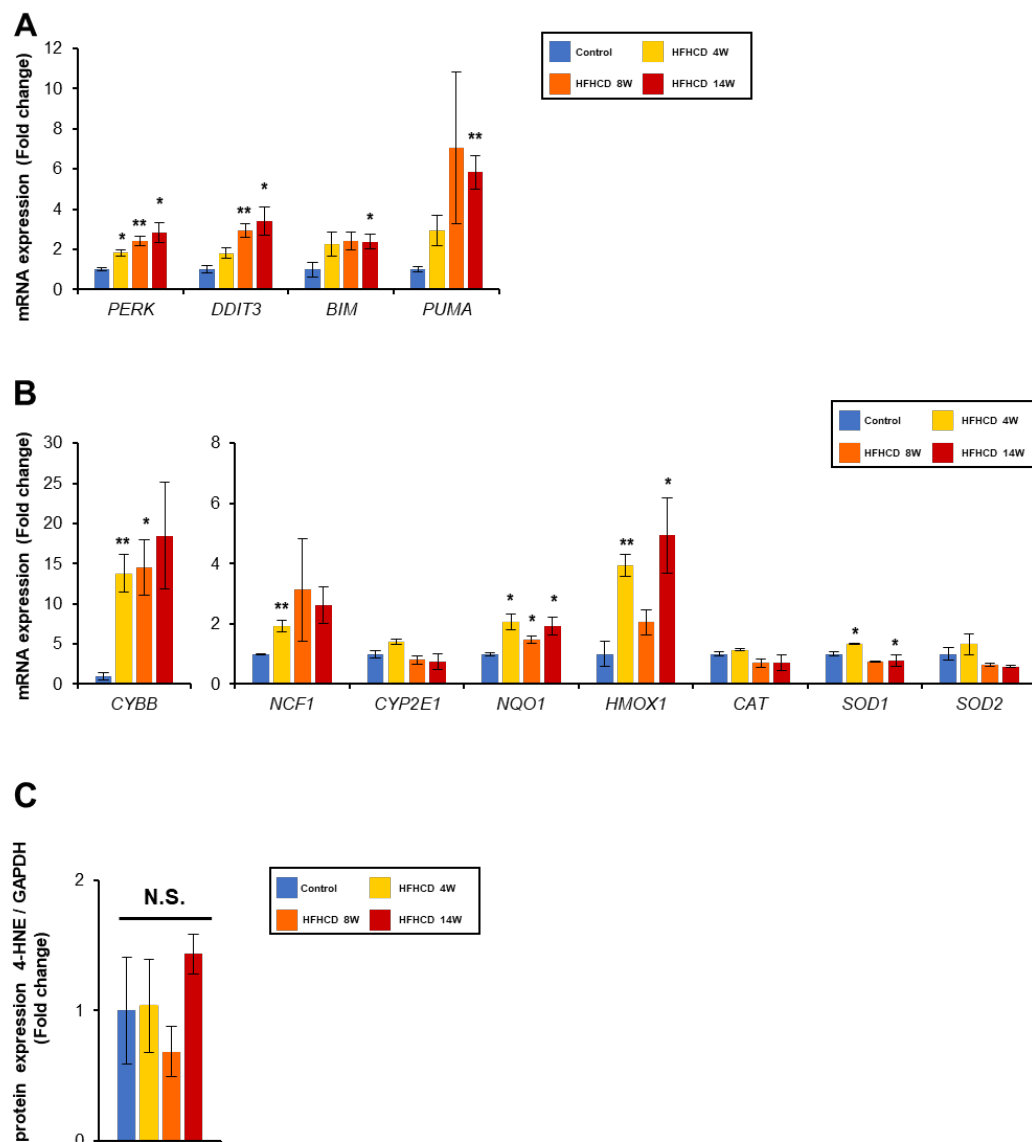 A
mRNA expression (Fold change)
12
10
8
6
4
2
0
Control
HFHCD 4W
HFHCD 8W
HFHCD 14W
*
**
*
**
*
*
**
PERK
DDIT3
BIM
PUMA
B
mRNA expression (Fold change)
30
25
20
15
10
5
0
8
6
4
2
0
Control
HFHCD 4W
HFHCD 8W
HFHCD 14W
**
*
**
*
*
*
**
*
*
*
CYBB
NCF1
CYP2E1
NQO1
HMOX1
CAT
SOD1
SOD2
C
protein expression 4-HNE / GAPDH
(Fold change)
2
1
0
N.S.
Control
HFHCD 4W
HFHCD 8W
HFHCD 14W